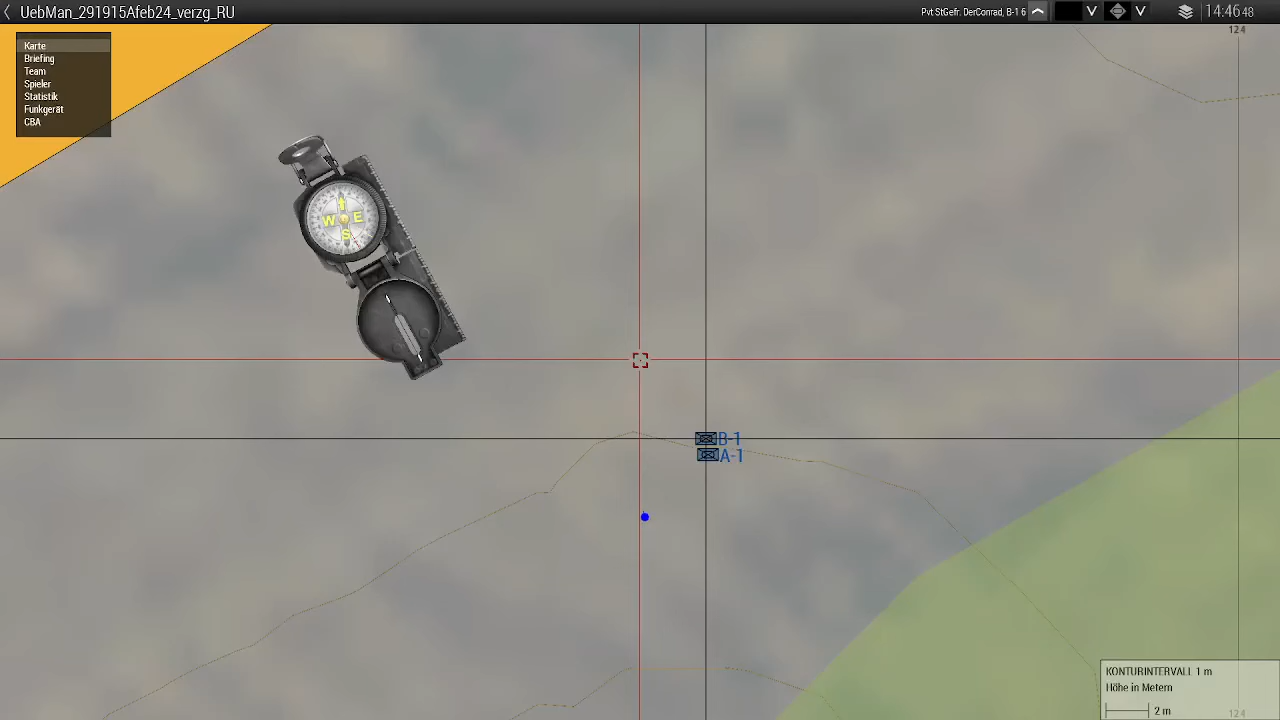 UebMan_291915Afeb24_verzg_RU
Pvt StGefr. DerConrad, B-1 6
14:46 48
124
Karte
Briefing
Team
Spieler
Statistik
Funkgerät
CBA
W E
S
B-1
A-1
KONTURINTERVALL 1 m
Höhe in Metern
2 m
124